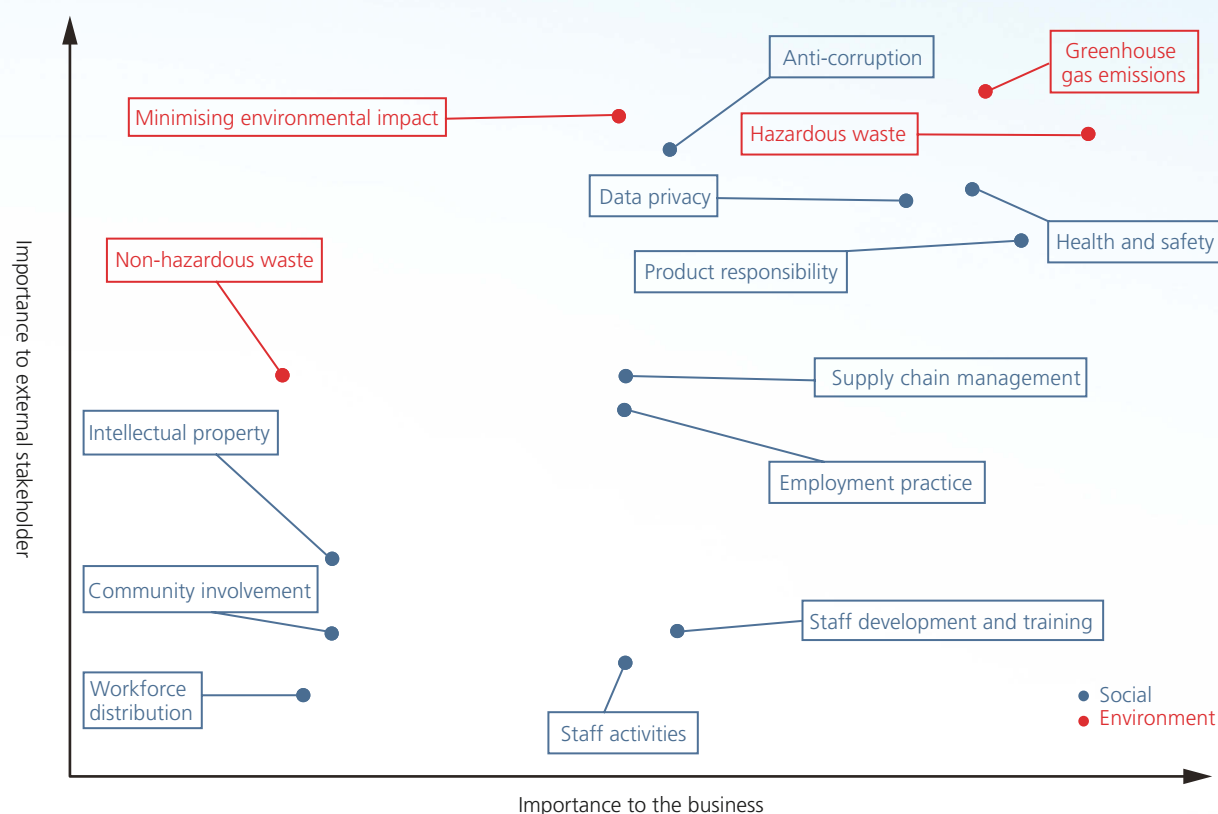 Anti-corruption
Greenhouse
gas emissions
Minimising environmental impact
Hazardous waste
Data privacy
Health and safety
Non-hazardous waste
Product responsibility
Importance to external stakeholder
Supply chain management
Intellectual property
Employment practice
Community involvement
Staff development and training
Workforce
distribution
Staff activities
Social
Environment
Importance to the business